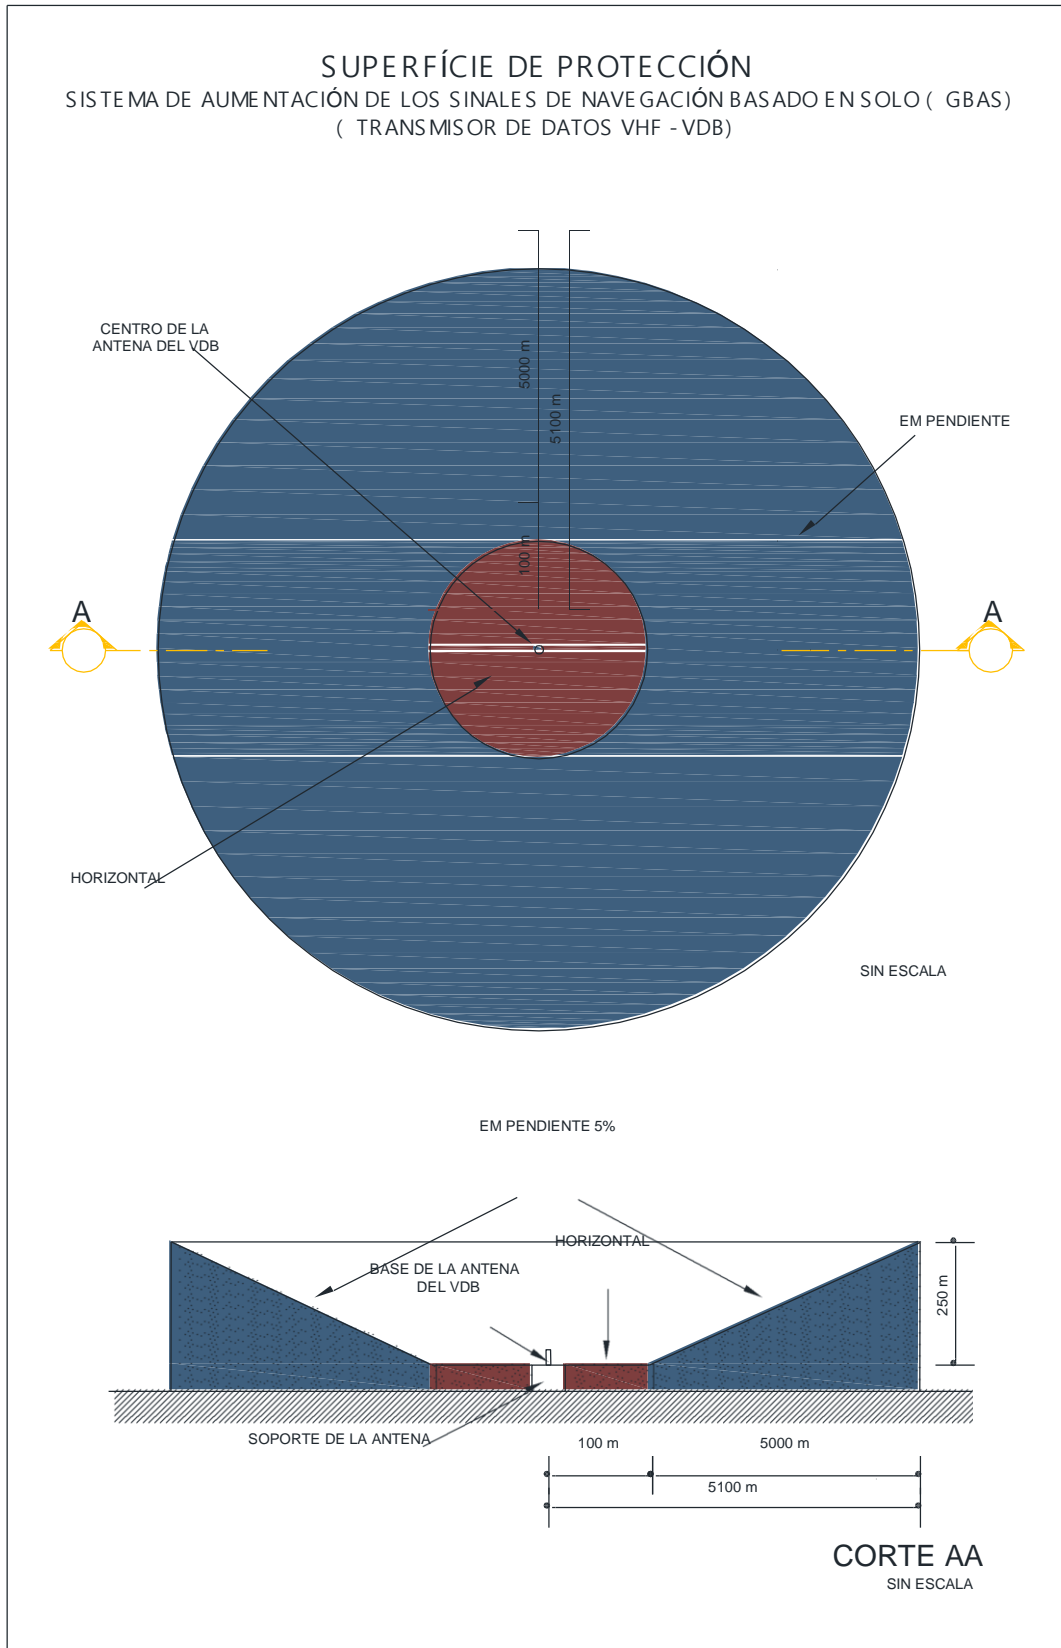 SUPERFÍCIE DE PROTECCIÓN
SISTEMA DE AUMENTACIÓN DE LOS SINALES DE NAVEGACIÓN BASADO EN SOLO ( GBAS)
( TRANSMISOR DE DATOS VHF - VDB)
CENTRO DE LA
ANTENA DEL VDB
5000 m
5100 m
100 m
EM PENDIENTE
A
A
HORIZONTAL
SIN ESCALA
EM PENDIENTE 5%
HORIZONTAL
BASE DE LA ANTENA
DEL VDB
250 m
SOPORTE DE LA ANTENA
100 m
5000 m
5100 m
CORTE AA
SIN ESCALA